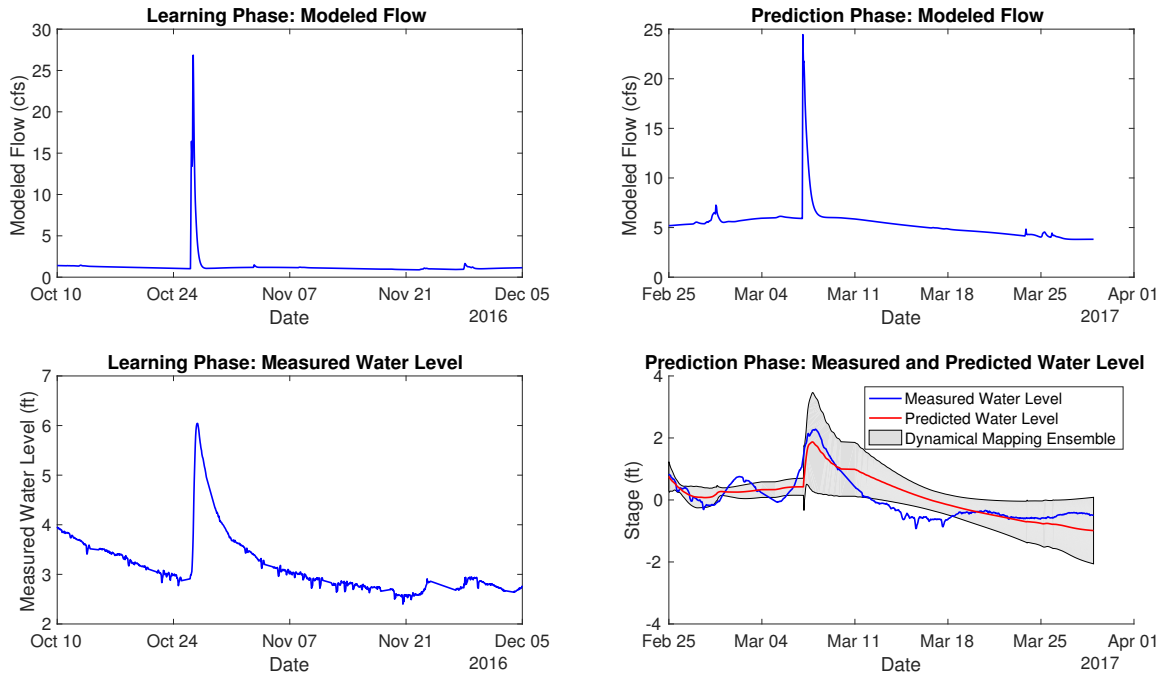 Learning Phase: Modeled Flow
Modeled Flow (cfs)
30
25
20
15
10
5
0
Oct 10 Oct 24 Nov 07 Nov 21 Dec 05
Date
2016
Prediction Phase: Modeled Flow
Modeled Flow (cfs)
25
20
15
10
5
0
Feb 25 Mar 04 Mar 11 Mar 18 Mar 25 Apr 01
Date
2017
Learning Phase: Measured Water Level
Measured Water Level (ft)
7
6
5
4
3
2
Oct 10 Oct 24 Nov 07 Nov 21 Dec 05
Date
2016
Prediction Phase: Measured and Predicted Water Level
Stage (ft)
4
2
0
-2
-4
Measured Water Level
Predicted Water Level
Dynamical Mapping Ensemble
Feb 25 Mar 04 Mar 11 Mar 18 Mar 25 Apr 01
Date
2017